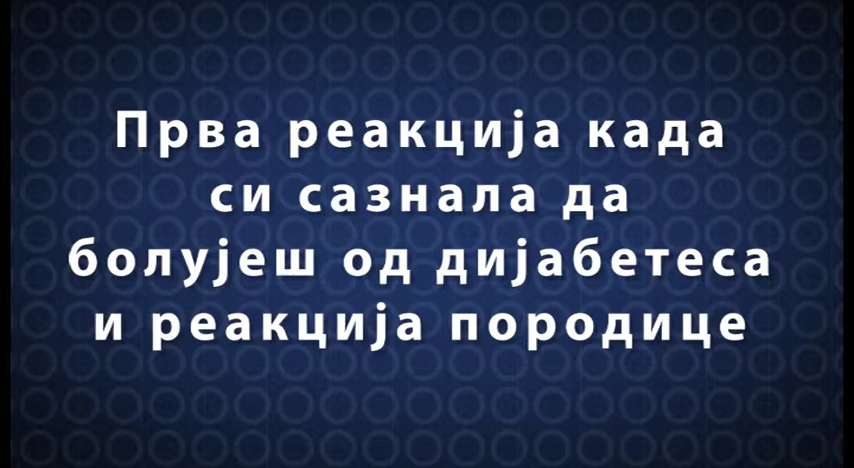 Прва реакција када
си сазнала да
болујеш од дијабетеса
и реакција породице